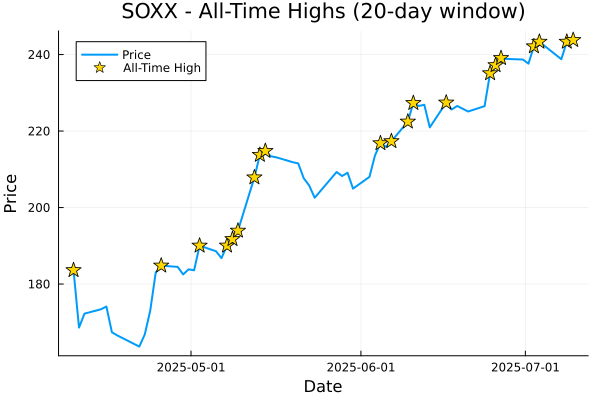 SOXX - All-Time Highs (20-day window)
Price
All-Time High
Price
240
220
200
180
2025-05-01
2025-06-01
2025-07-01
Date